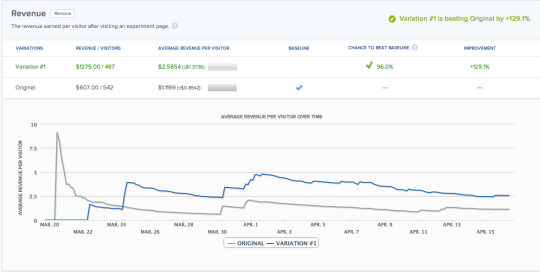 Revenue Remove
The revenue earned per visitor after visiting an experiment page. ?
Variation #1 is beating Original by +129.1%.
VARIATIONS REVENUE / VISITORS AVERAGE REVENUE PER VISITOR BASELINE CHANCE TO BEAT BASELINE ? IMPROVEMENT
Variation #1 $1275.00 / 497 $2.5654 (±$1.3736) 96.0% +129.1%
Original $607.00 / 542 $1.1199 (±$0.8542) — —
AVERAGE REVENUE PER VISITOR OVER TIME
AVERAGE REVENUE PER VISITOR
10
7.5
5
2.5
0
MAR. 20 MAR. 22 MAR. 24 MAR. 26 MAR. 28 MAR. 30 APR. 1 APR. 3 APR. 5 APR. 7 APR. 9 APR. 11 APR. 13 APR. 15
ORIGINAL VARIATION #1